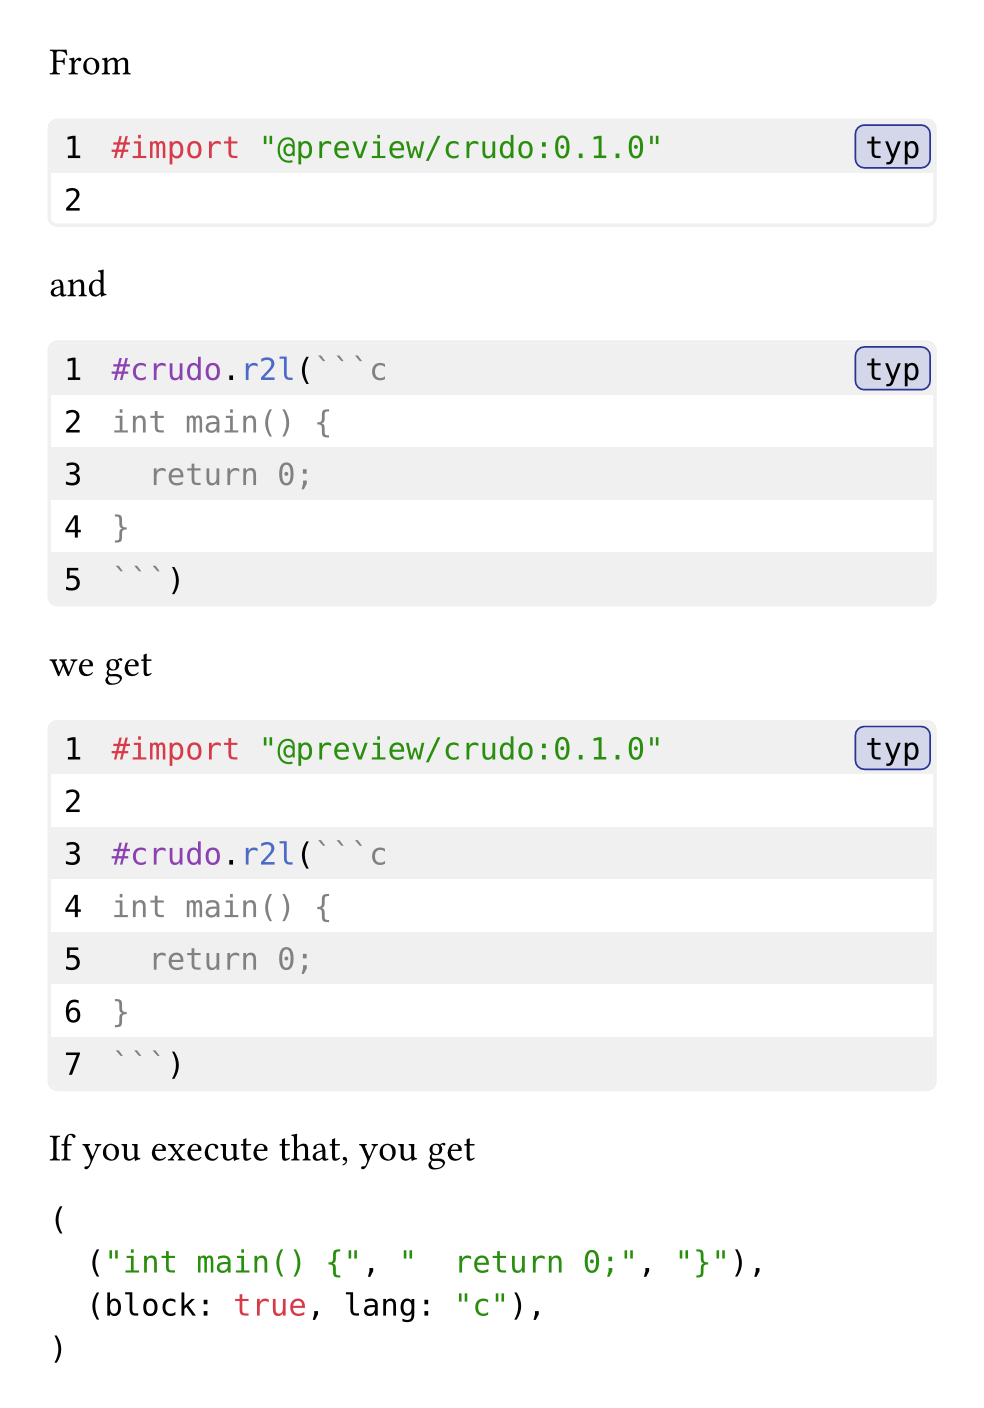 From
1 #import "@preview/crudo:0.1.0" typ
2
and
1 #crudo.r2l(```c typ
2 int main() {
3   return 0;
4 }
5 ```)
we get
1 #import "@preview/crudo:0.1.0" typ
2
3 #crudo.r2l(```c
4 int main() {
5   return 0;
6 }
7 ```)
If you execute that, you get
(
  ("int main() {", "  return 0;", "}"),
  (block: true, lang: "c"),
)